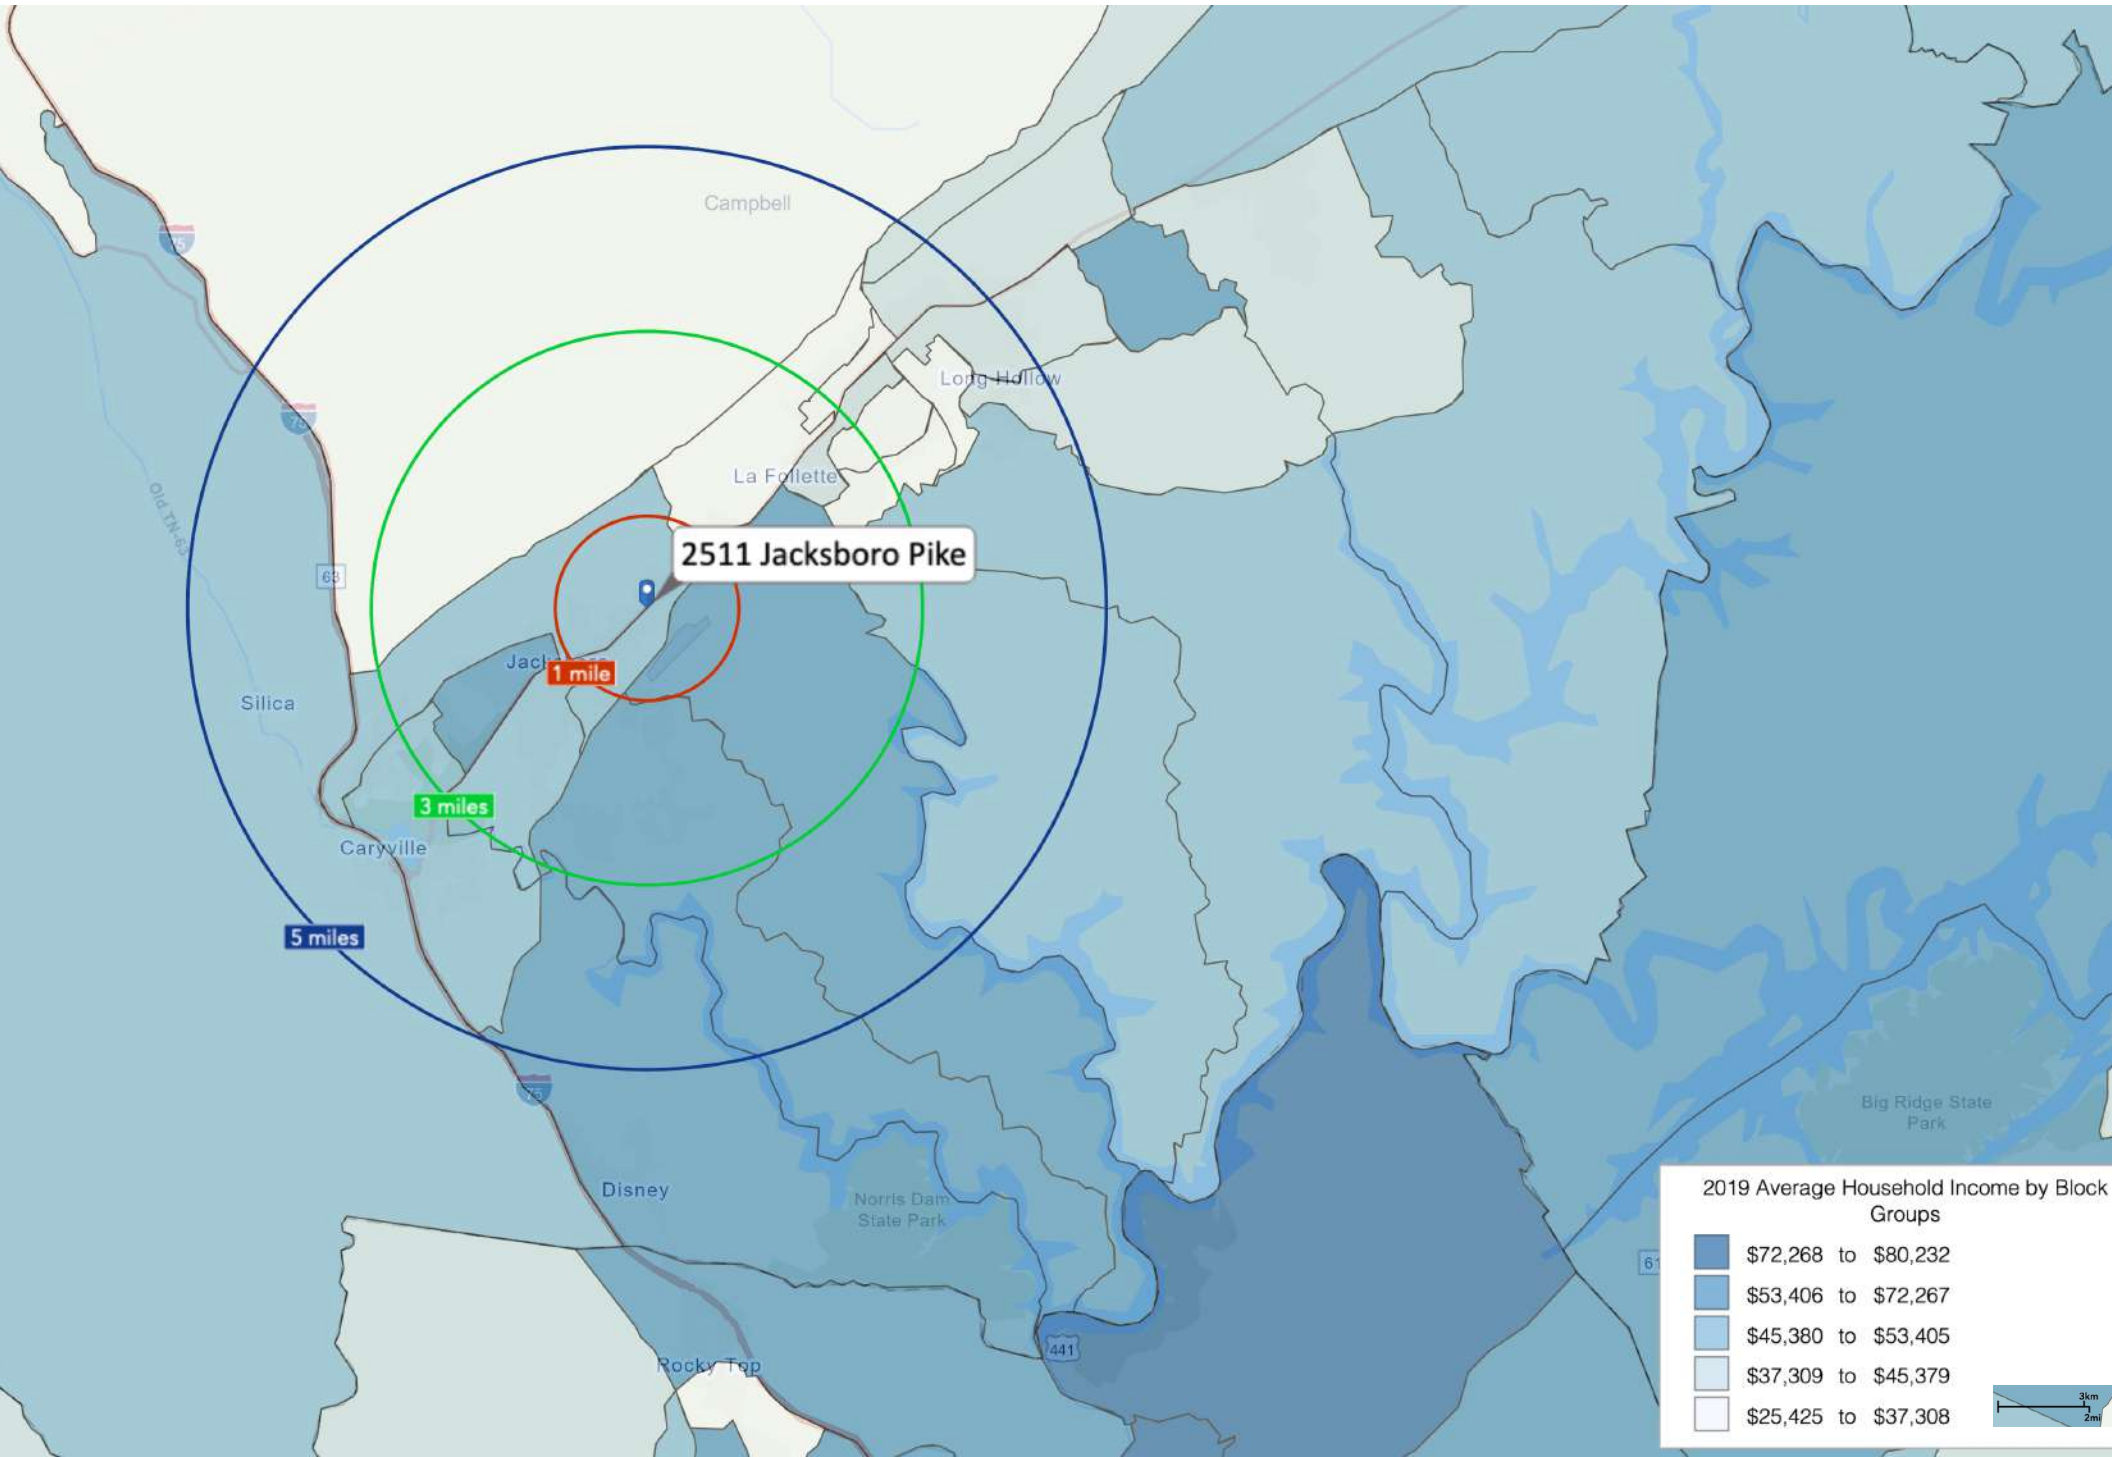 Campbell
75
Long Hollow
75
La Follette
Old TN-63
2511 Jacksboro Pike
63
1 mile
Silica
3 miles
Caryville
5 miles
75
Big Ridge State
Park
Disney
Norris Dam
State Park
2019 Average Household Income by Block
Groups
$72,268 to $80,232
61
$53,406 to $72,267
$45,380 to $53,405
441
Rocky Top
$37,309 to $45,379
3km
2mi
$25,425 to $37,308